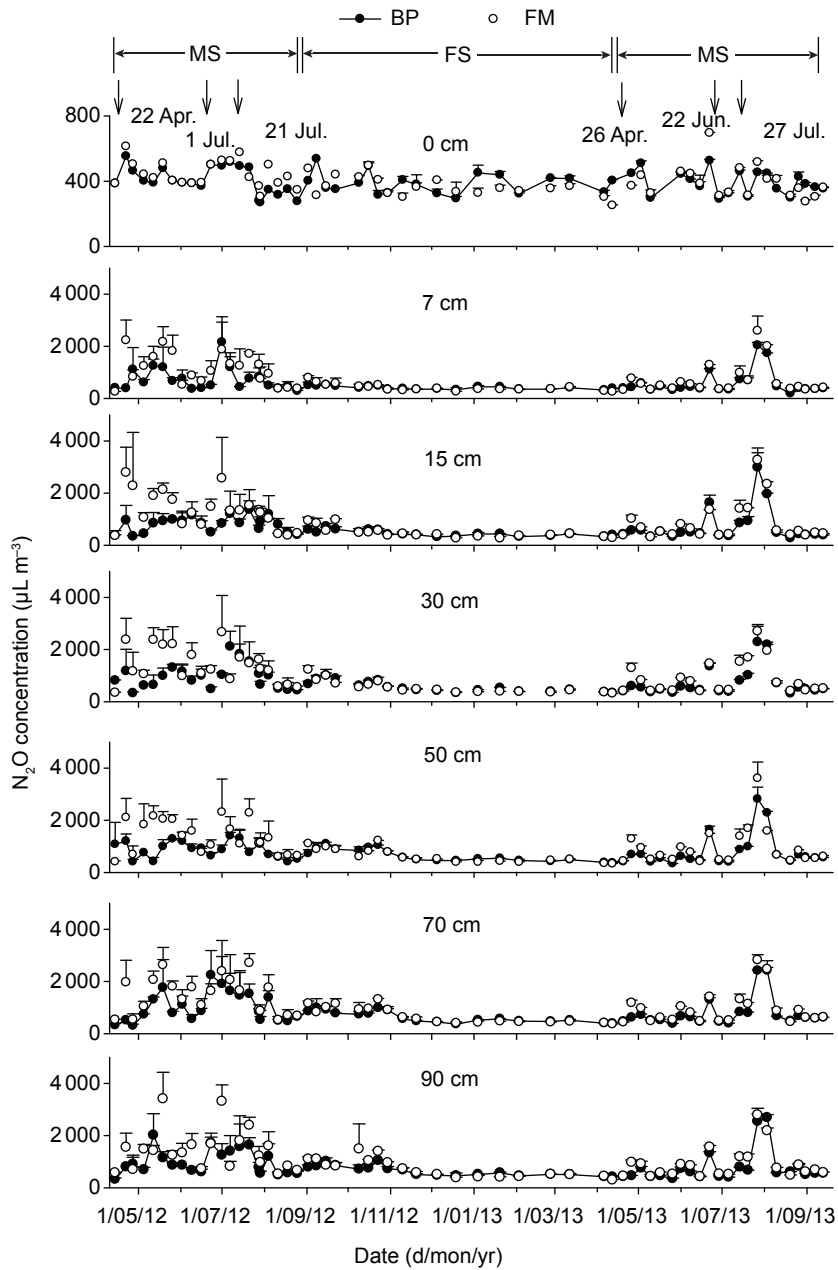 BP FM
MS FS MS
22 Apr. 1 Jul. 21 Jul. 26 Apr. 22 Jun. 27 Jul.
0 cm
800
400
0
7 cm
4 000
2 000
0
15 cm
4 000
2 000
0
30 cm
4 000
2 000
0
50 cm
4 000
2 000
0
70 cm
4 000
2 000
0
90 cm
4 000
2 000
0
N₂O concentration (μL m⁻³)
1/05/12 1/07/12 1/09/12 1/11/12 1/01/13 1/03/13 1/05/13 1/07/13 1/09/13
Date (d/mon/yr)